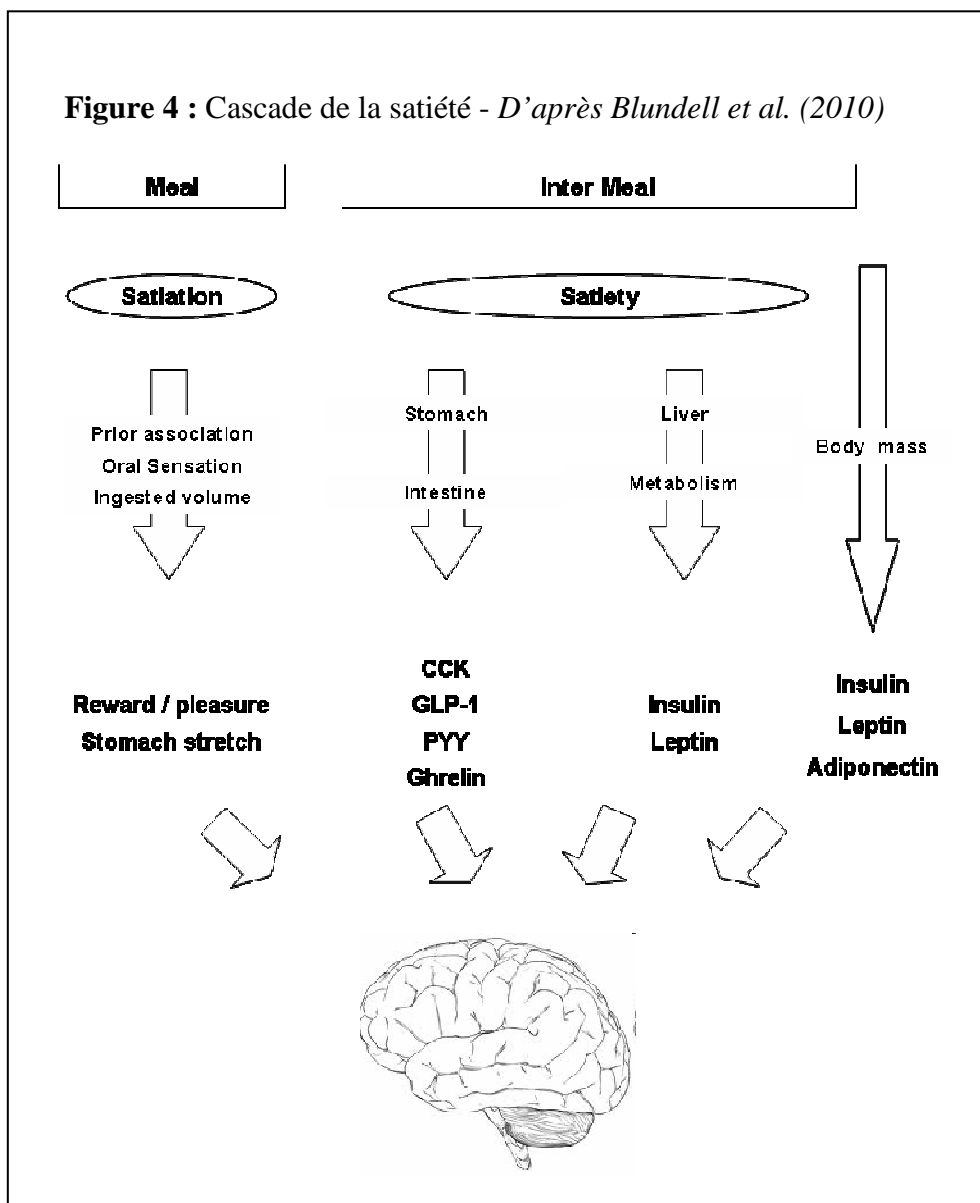 Figure 4 : Cascade de la satiété - D'après Blundell et al. (2010)
Meal
Inter Meal
Satiation
Satiety
Prior association
Oral Sensation
Ingested volume
Stomach
Intestine
Liver
Metabolism
Body mass
Reward / pleasure
Stomach stretch
CCK
GLP-1
PYY
Ghrelin
Insulin
Leptin
Insulin
Leptin
Adiponectin